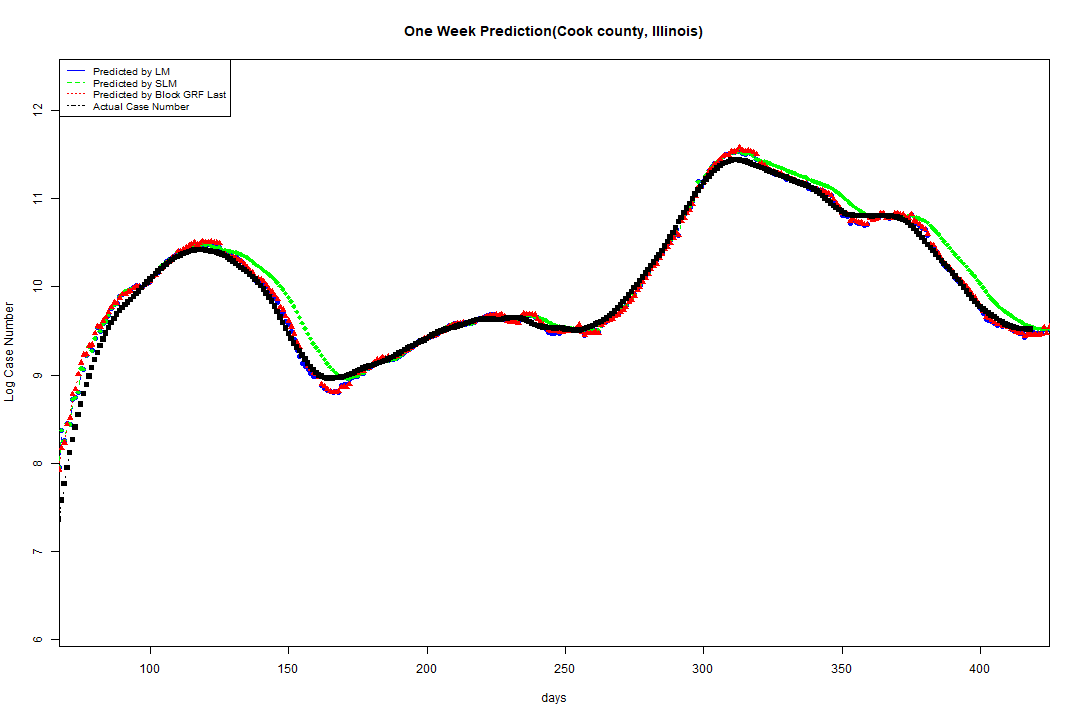 One Week Prediction(Cook county, Illinois)
Predicted by LM
Predicted by SLM
Predicted by Block GRF Last
Actual Case Number
12
11
10
9
8
7
6
Log Case Number
100 150 200 250 300 350 400
days